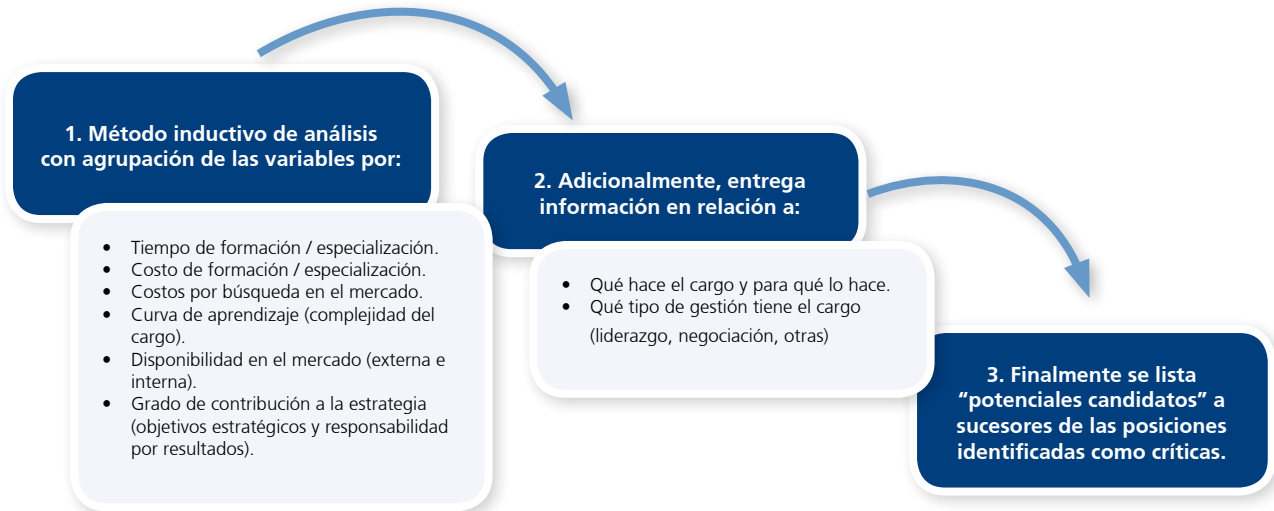 1. Método inductivo de análisis
con agrupación de las variables por:
• Tiempo de formación / especialización.
• Costo de formación / especialización.
• Costos por búsqueda en el mercado.
• Curva de aprendizaje (complejidad del
cargo).
• Disponibilidad en el mercado (externa e
interna).
• Grado de contribución a la estrategia
(objetivos estratégicos y responsabilidad
por resultados).
2. Adicionalmente, entrega
información en relación a:
• Qué hace el cargo y para qué lo hace.
• Qué tipo de gestión tiene el cargo
(liderazgo, negociación, otras)
3. Finalmente se lista
“potenciales candidatos” a
sucesores de las posiciones
identificadas como críticas.